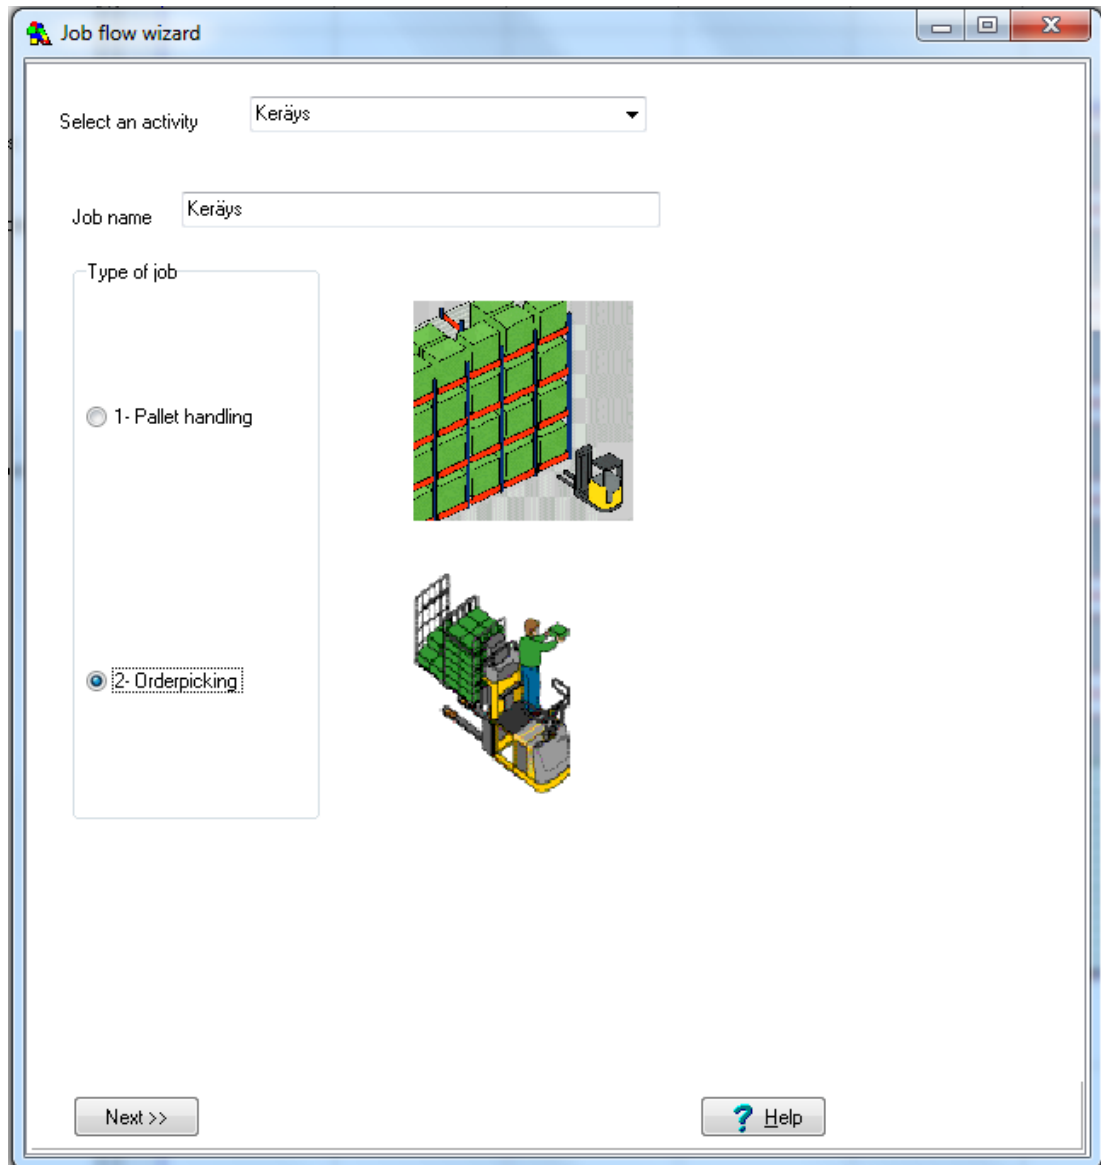 Job flow wizard
Select an activity
Keräys
Job name
Keräys
Type of job
1- Pallet handling
2- Orderpicking
Next >>
? Help